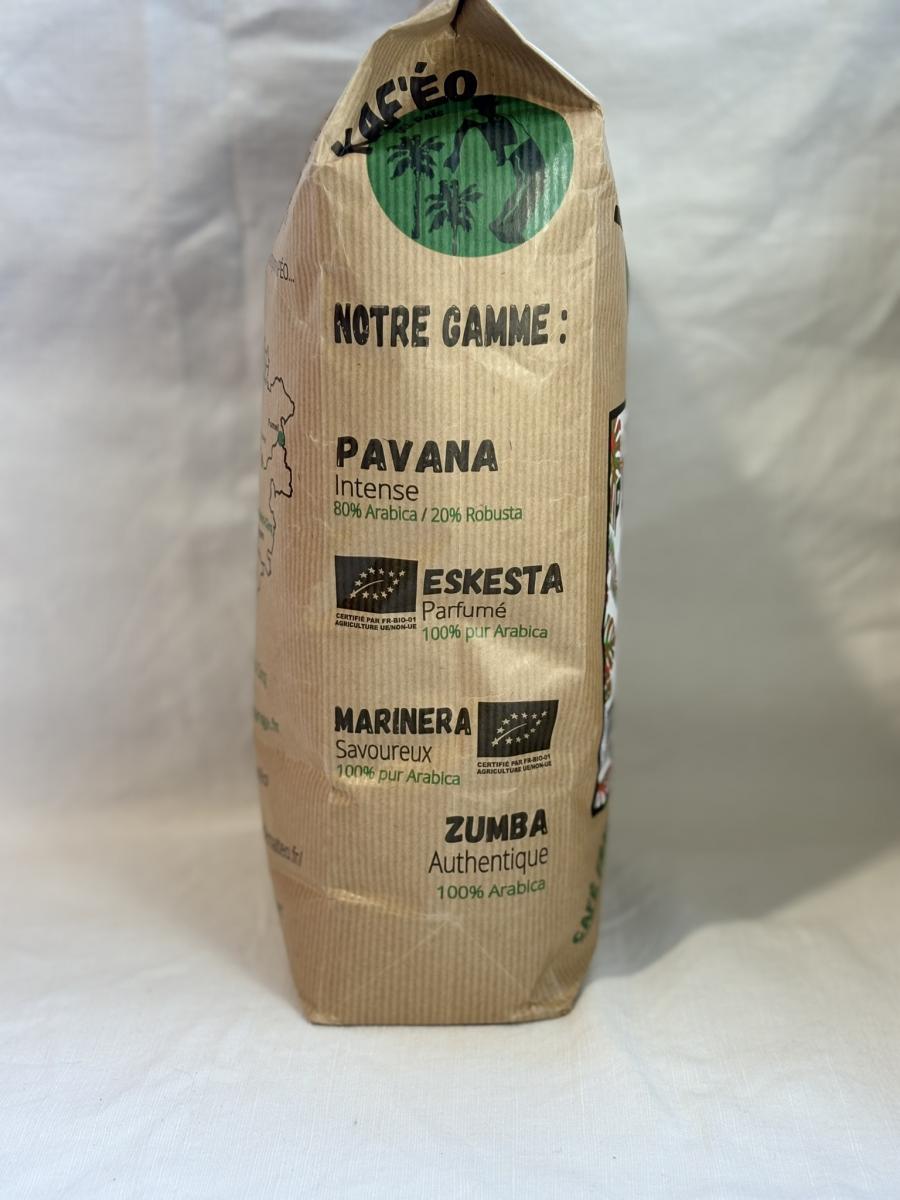 KAF'ÉO
NOTRE GAMME :
PAVANA
Intense
80% Arabica / 20% Robusta
ESKESTA
Parfumé
100% pur Arabica
CERTIFIÉ PAR FR-BIO-01
AGRICULTURE UE/NON-UE
MARINERA
Savoureux
100% pur Arabica
CERTIFIÉ PAR FR-BIO-01
AGRICULTURE UE/NON-UE
ZUMBA
Authentique
100% Arabica
Fumel
CAFÉ